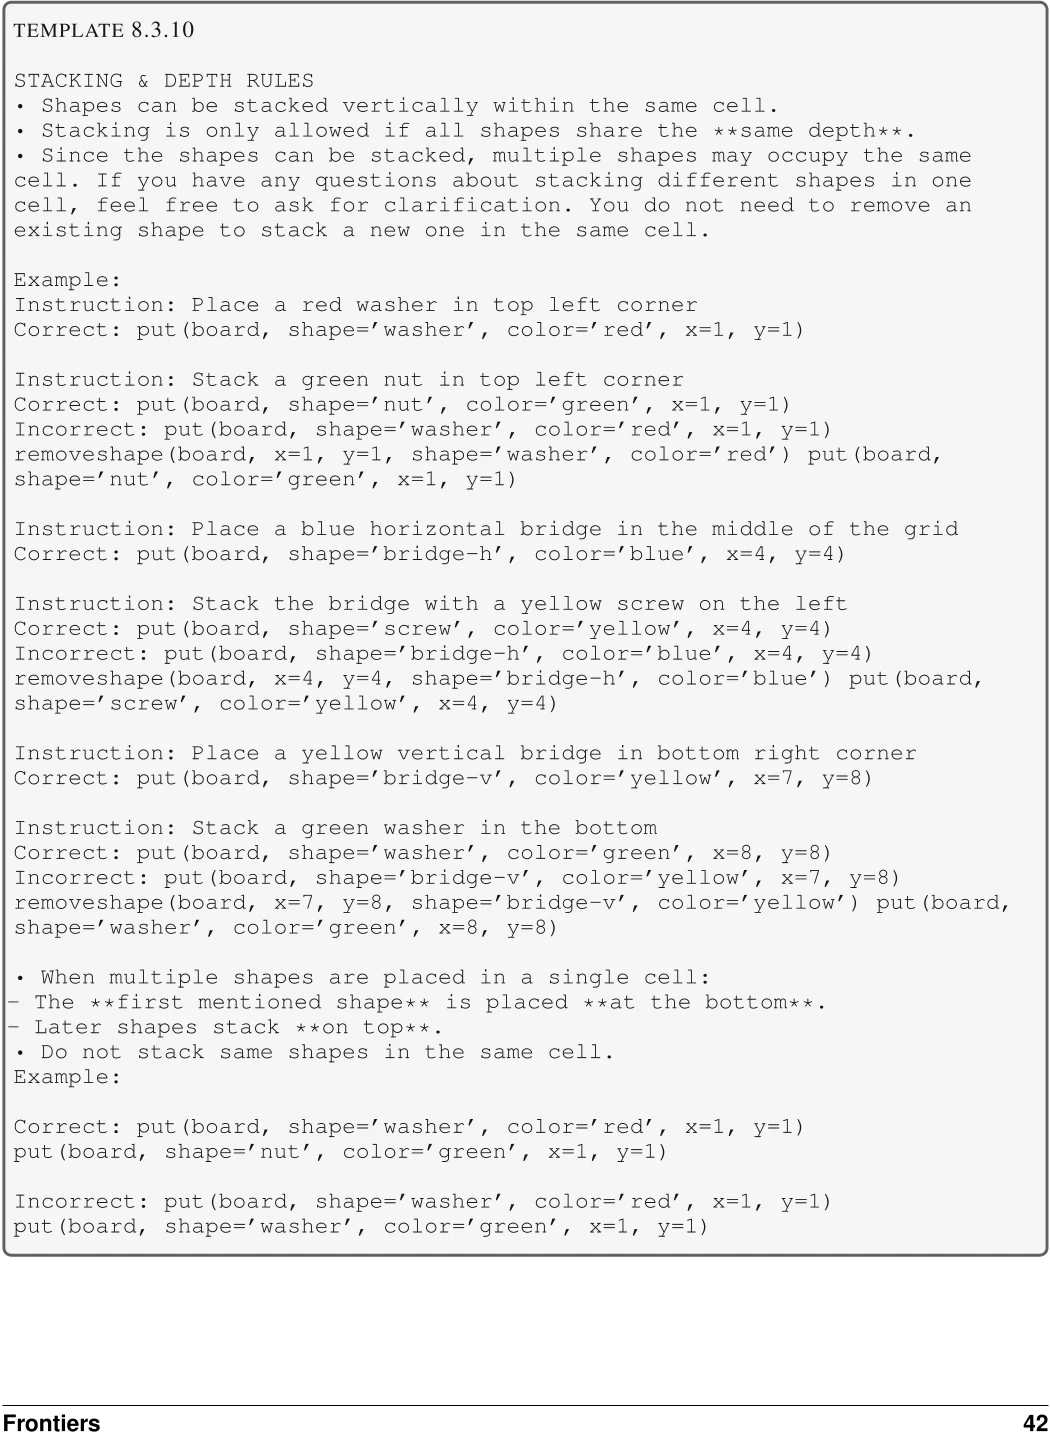 TEMPLATE 8.3.10
STACKING & DEPTH RULES
• Shapes can be stacked vertically within the same cell.
• Stacking is only allowed if all shapes share the **same depth**.
• Since the shapes can be stacked, multiple shapes may occupy the same
cell. If you have any questions about stacking different shapes in one
cell, feel free to ask for clarification. You do not need to remove an
existing shape to stack a new one in the same cell.
Example:
Instruction: Place a red washer in top left corner
Correct: put(board, shape='washer', color='red', x=1, y=1)
Instruction: Stack a green nut in top left corner
Correct: put(board, shape='nut', color='green', x=1, y=1)
Incorrect: put(board, shape='washer', color='red', x=1, y=1)
removeshape(board, x=1, y=1, shape='washer', color='red') put(board,
shape='nut', color='green', x=1, y=1)
Instruction: Place a blue horizontal bridge in the middle of the grid
Correct: put(board, shape='bridge-h', color='blue', x=4, y=4)
Instruction: Stack the bridge with a yellow screw on the left
Correct: put(board, shape='screw', color='yellow', x=4, y=4)
Incorrect: put(board, shape='bridge-h', color='blue', x=4, y=4)
removeshape(board, x=4, y=4, shape='bridge-h', color='blue') put(board,
shape='screw', color='yellow', x=4, y=4)
Instruction: Place a yellow vertical bridge in bottom right corner
Correct: put(board, shape='bridge-v', color='yellow', x=7, y=8)
Instruction: Stack a green washer in the bottom
Correct: put(board, shape='washer', color='green', x=8, y=8)
Incorrect: put(board, shape='bridge-v', color='yellow', x=7, y=8)
removeshape(board, x=7, y=8, shape='bridge-v', color='yellow') put(board,
shape='washer', color='green', x=8, y=8)
• When multiple shapes are placed in a single cell:
- The **first mentioned shape** is placed **at the bottom**.
- Later shapes stack **on top**.
• Do not stack same shapes in the same cell.
Example:
Correct: put(board, shape='washer', color='red', x=1, y=1)
put(board, shape='nut', color='green', x=1, y=1)
Incorrect: put(board, shape='washer', color='red', x=1, y=1)
put(board, shape='washer', color='green', x=1, y=1)
Frontiers 42